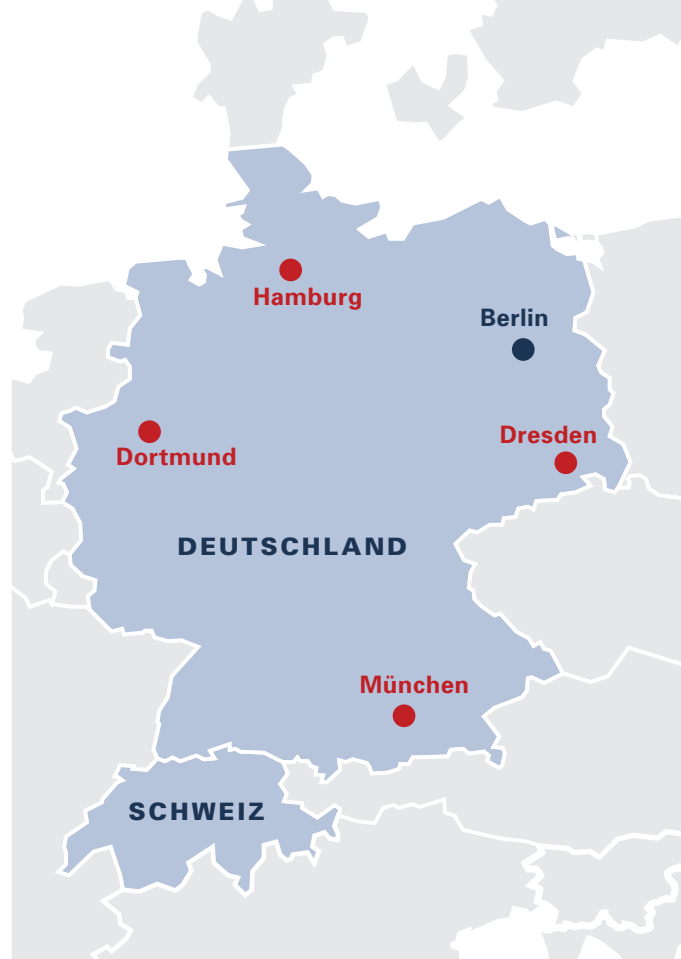 Hamburg
Berlin
Dresden
Dortmund
DEUTSCHLAND
München
SCHWEIZ